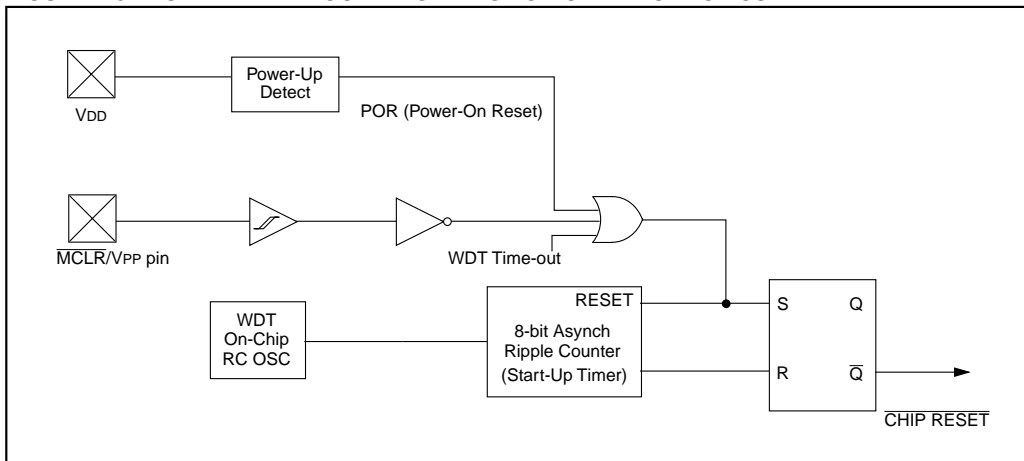 Power-Up
Detect
VDD
POR (Power-On Reset)
MCLR/VPP pin
WDT Time-out
RESET
WDT
On-Chip
RC OSC
8-bit Asynch
Ripple Counter
(Start-Up Timer)
S
Q
R
Q
CHIP RESET